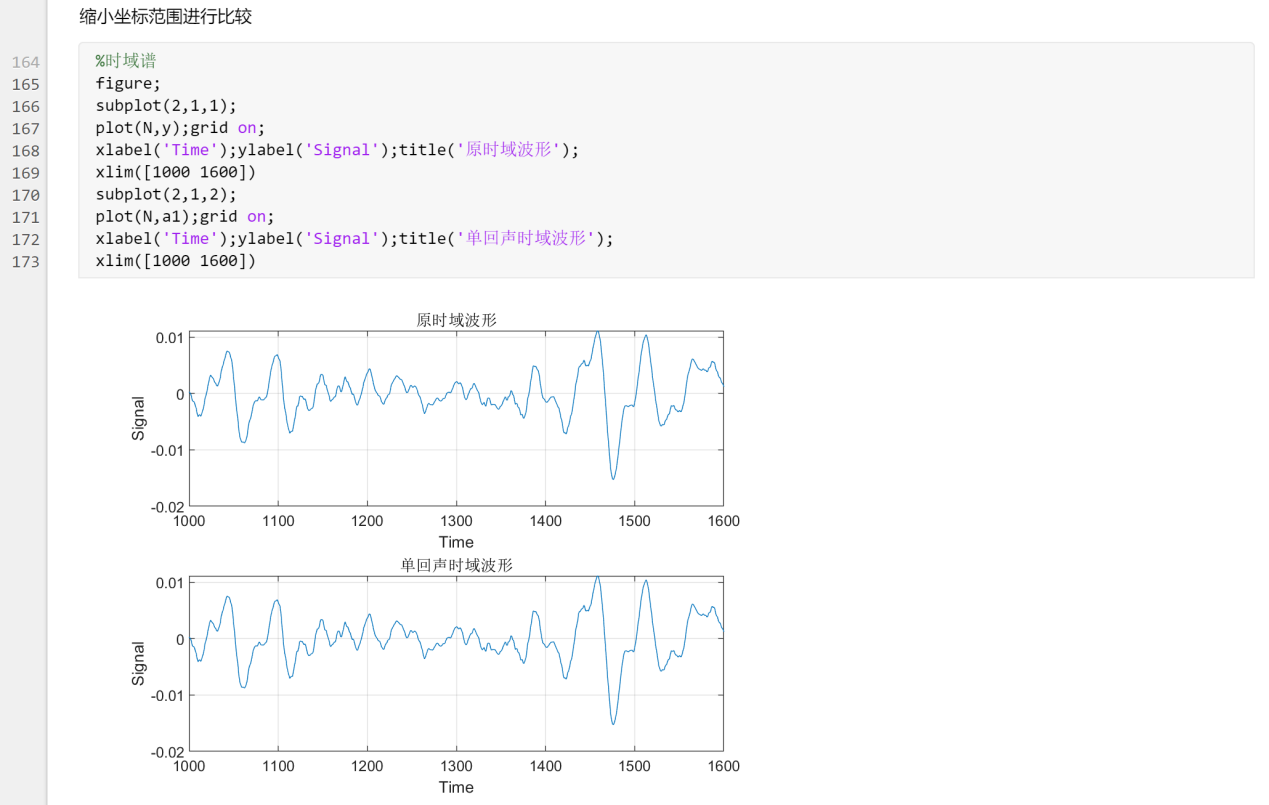 缩小坐标范围进行比较
164 %时域谱
165 figure;
166 subplot(2,1,1);
167 plot(N,y);grid on;
168 xlabel('Time');ylabel('Signal');title('原时域波形');
169 xlim([1000 1600])
170 subplot(2,1,2);
171 plot(N,a1);grid on;
172 xlabel('Time');ylabel('Signal');title('单回声时域波形');
173 xlim([1000 1600])
原时域波形
0.01
0
-0.01
-0.02
Signal
1000 1100 1200 1300 1400 1500 1600
Time
单回声时域波形
0.01
0
-0.01
-0.02
Signal
1000 1100 1200 1300 1400 1500 1600
Time